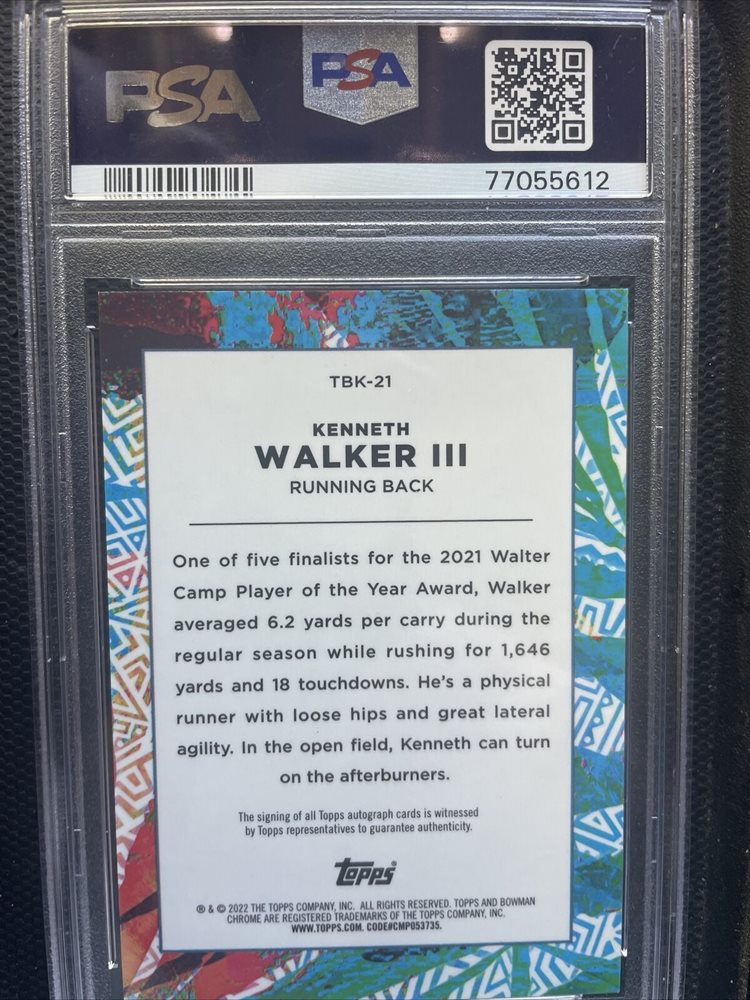 PSA
PSA
77055612
TBK-21
KENNETH
WALKER III
RUNNING BACK
One of five finalists for the 2021 Walter
Camp Player of the Year Award, Walker
averaged 6.2 yards per carry during the
regular season while rushing for 1,646
yards and 18 touchdowns. He's a physical
runner with loose hips and great lateral
agility. In the open field, Kenneth can turn
on the afterburners.
The signing of all Topps autograph cards is witnessed
by Topps representatives to guarantee authenticity.
topps®
® & © 2022 THE TOPPS COMPANY, INC. ALL RIGHTS RESERVED. TOPPS AND BOWMAN
CHROME ARE REGISTERED TRADEMARKS OF THE TOPPS COMPANY, INC.
WWW.TOPPS.COM. CODE#CMP053735.